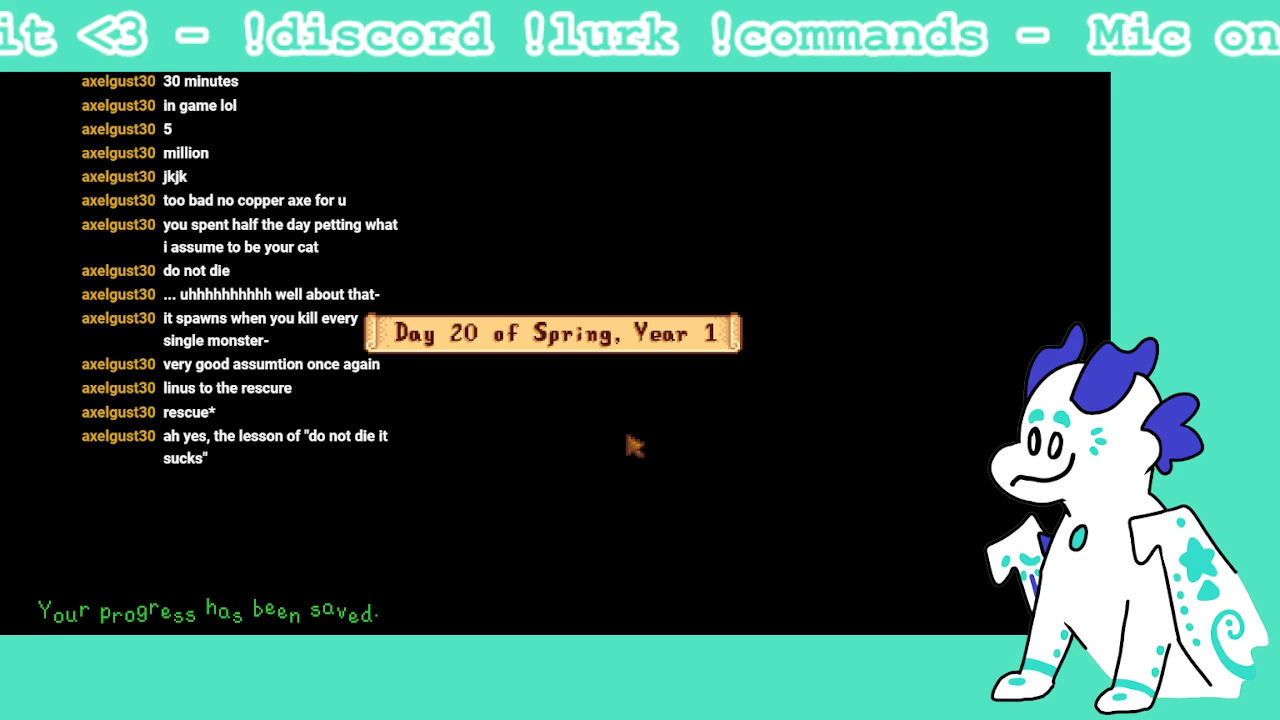 it <3 - !discord !lurk !commands - Mic on
axelgust30 30 minutes
axelgust30 in game lol
axelgust30 5
axelgust30 million
axelgust30 jkjk
axelgust30 too bad no copper axe for u
axelgust30 you spent half the day petting what
i assume to be your cat
axelgust30 do not die
axelgust30 ... uhhhhhhhhhh well about that-
axelgust30 it spawns when you kill every
single monster-
Day 20 of Spring, Year 1
axelgust30 very good assumtion once again
axelgust30 linus to the rescure
axelgust30 rescue*
axelgust30 ah yes, the lesson of "do not die it
sucks"
Your progress has been saved.